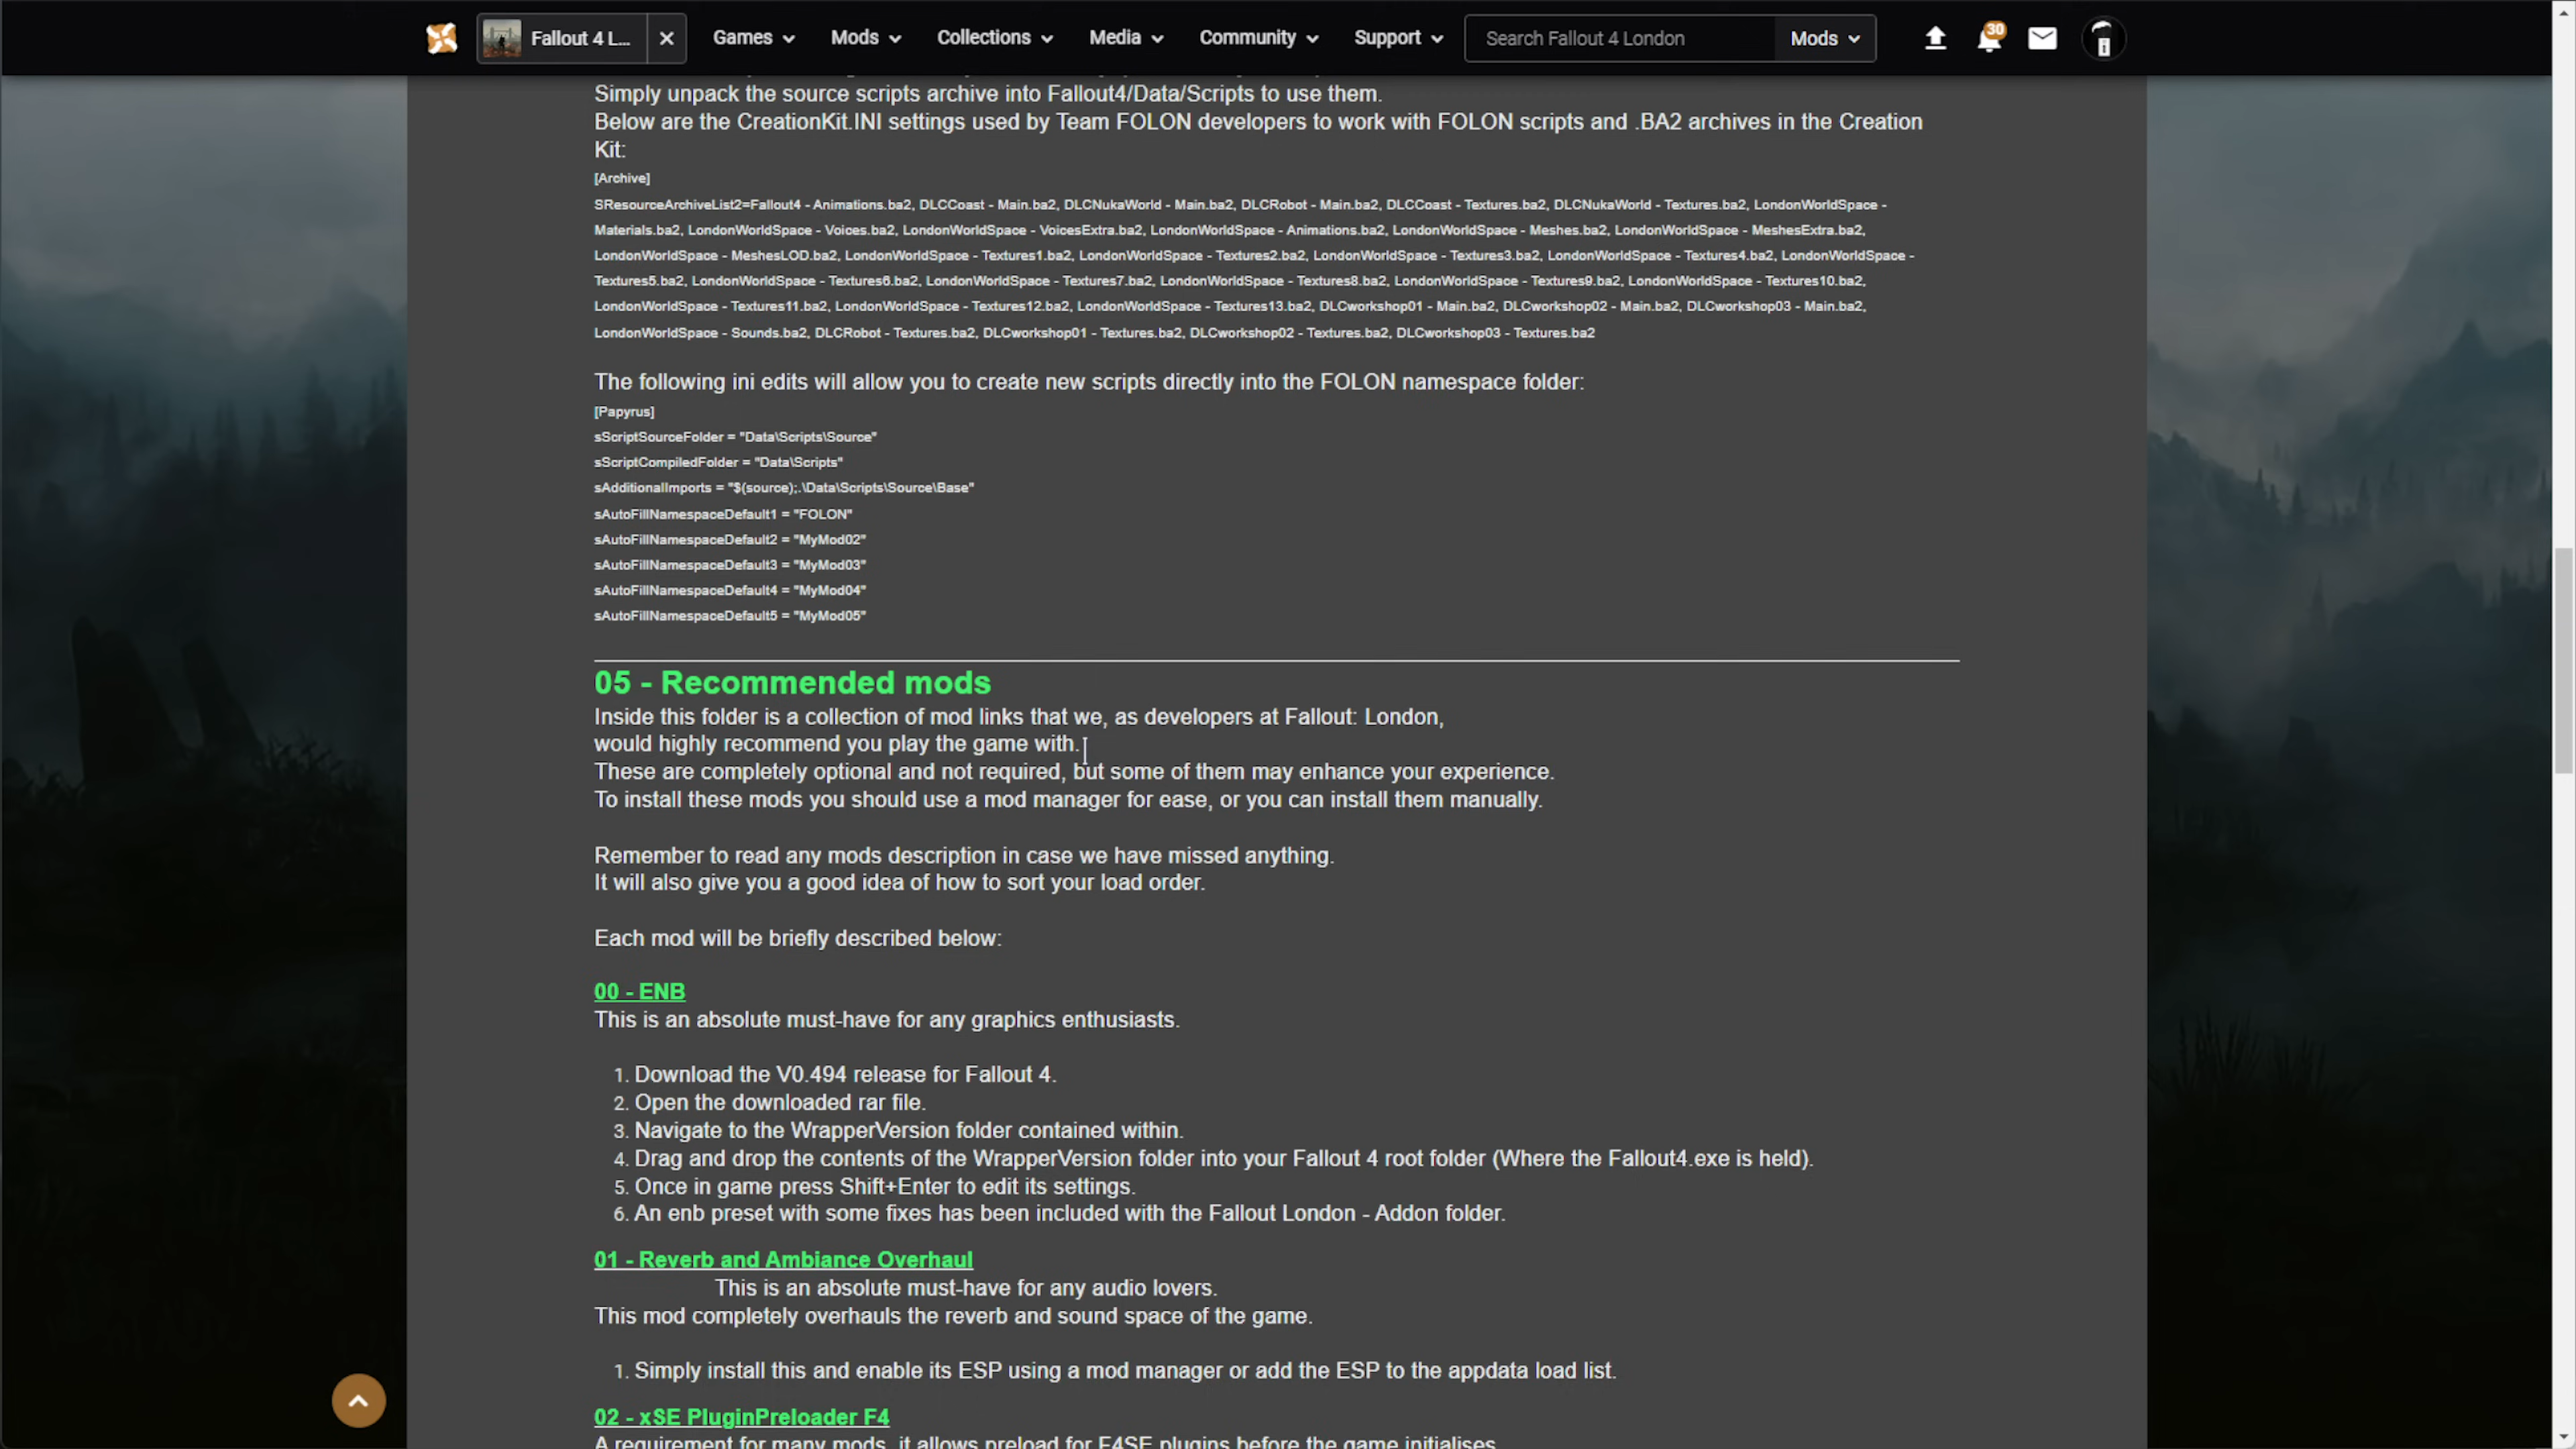 Fallout 4 L...
Games
Mods
Collections
Media
Community
Support
Search Fallout 4 London
Mods
30
Simply unpack the source scripts archive into Fallout4/Data/Scripts to use them.
Below are the CreationKit.INI settings used by Team FOLON developers to work with FOLON scripts and .BA2 archives in the Creation
Kit:
[Archive]
SResourceArchiveList2=Fallout4 - Animations.ba2, DLCCoast - Main.ba2, DLCNukaWorld - Main.ba2, DLCRobot - Main.ba2, DLCCoast - Textures.ba2, DLCNukaWorld - Textures.ba2, LondonWorldSpace -
Materials.ba2, LondonWorldSpace - Voices.ba2, LondonWorldSpace - VoicesExtra.ba2, LondonWorldSpace - Animations.ba2, LondonWorldSpace - Meshes.ba2, LondonWorldSpace - MeshesExtra.ba2,
LondonWorldSpace - MeshesLOD.ba2, LondonWorldSpace - Textures1.ba2, LondonWorldSpace - Textures2.ba2, LondonWorldSpace - Textures3.ba2, LondonWorldSpace - Textures4.ba2, LondonWorldSpace -
Textures5.ba2, LondonWorldSpace - Textures6.ba2, LondonWorldSpace - Textures7.ba2, LondonWorldSpace - Textures8.ba2, LondonWorldSpace - Textures9.ba2, LondonWorldSpace - Textures10.ba2,
LondonWorldSpace - Textures11.ba2, LondonWorldSpace - Textures12.ba2, LondonWorldSpace - Textures13.ba2, DLCworkshop01 - Main.ba2, DLCworkshop02 - Main.ba2, DLCworkshop03 - Main.ba2,
LondonWorldSpace - Sounds.ba2, DLCRobot - Textures.ba2, DLCworkshop01 - Textures.ba2, DLCworkshop02 - Textures.ba2, DLCworkshop03 - Textures.ba2
The following ini edits will allow you to create new scripts directly into the FOLON namespace folder:
[Papyrus]
sScriptSourceFolder = "Data\Scripts\Source"
sScriptCompiledFolder = "Data\Scripts"
sAdditionalImports = "$(source);.\Data\Scripts\Source\Base"
sAutoFillNamespaceDefault1 = "FOLON"
sAutoFillNamespaceDefault2 = "MyMod02"
sAutoFillNamespaceDefault3 = "MyMod03"
sAutoFillNamespaceDefault4 = "MyMod04"
sAutoFillNamespaceDefault5 = "MyMod05"
05 - Recommended mods
Inside this folder is a collection of mod links that we, as developers at Fallout: London,
would highly recommend you play the game with.
These are completely optional and not required, but some of them may enhance your experience.
To install these mods you should use a mod manager for ease, or you can install them manually.
Remember to read any mods description in case we have missed anything.
It will also give you a good idea of how to sort your load order.
Each mod will be briefly described below:
00 - ENB
This is an absolute must-have for any graphics enthusiasts.
1. Download the V0.494 release for Fallout 4.
2. Open the downloaded rar file.
3. Navigate to the WrapperVersion folder contained within.
4. Drag and drop the contents of the WrapperVersion folder into your Fallout 4 root folder (Where the Fallout4.exe is held).
5. Once in game press Shift+Enter to edit its settings.
6. An enb preset with some fixes has been included with the Fallout London - Addon folder.
01 - Reverb and Ambiance Overhaul
This is an absolute must-have for any audio lovers.
This mod completely overhauls the reverb and sound space of the game.
1. Simply install this and enable its ESP using a mod manager or add the ESP to the appdata load list.
02 - xSE PluginPreloader F4
A requirement for many mods, it allows preload for F4SE plugins before the game initialises